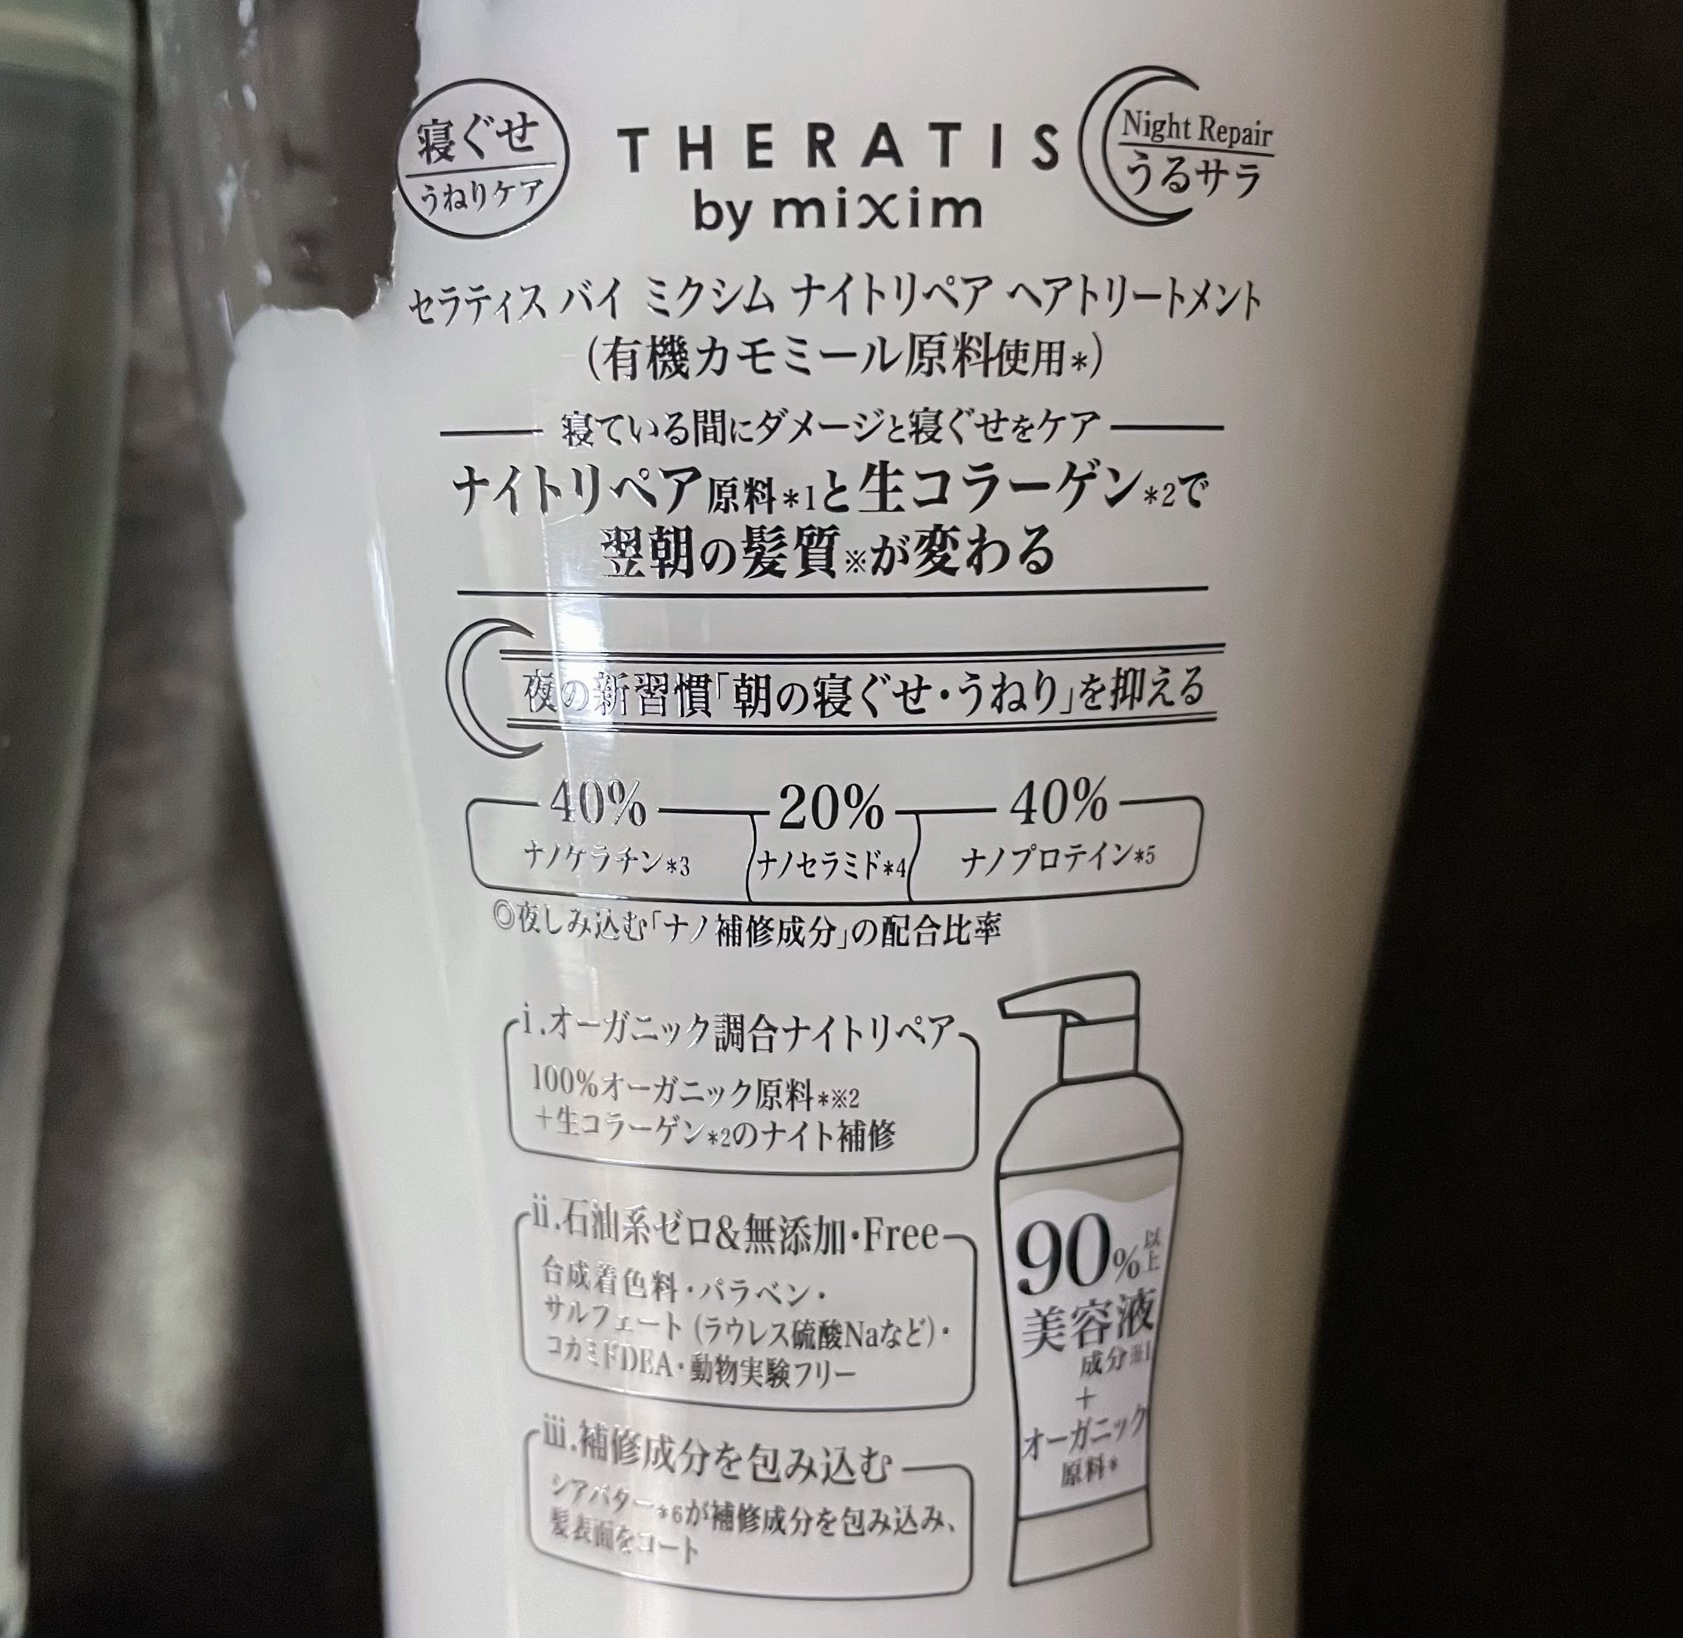 寝ぐせ
うねりケア
THERATIS
by mixim
Night Repair
うるサラ
セラティス バイ ミクシム ナイトリペア ヘアトリートメント
(有機カモミール原料使用*)
寝ている間にダメージと寝ぐせをケア
ナイトリペア原料*1と生コラーゲン*2で
翌朝の髪質※が変わる
夜の新習慣「朝の寝ぐせ・うねり」を抑える
40% 20% 40%
ナノケラチン*3 ナノセラミド*4 ナノプロテイン*5
◎夜しみ込む「ナノ補修成分」の配合比率
i.オーガニック調合ナイトリペア
100%オーガニック原料*※2
+生コラーゲン*2のナイト補修
ii.石油系ゼロ&無添加・Free
合成着色料・パラベン・
サルフェート(ラウレス硫酸Naなど)・
コカミドDEA・動物実験フリー
iii.補修成分を包み込む
シアバター*6が補修成分を包み込み、
髪表面をコート
90%以上
美容液
成分※1
+
オーガニック
原料*